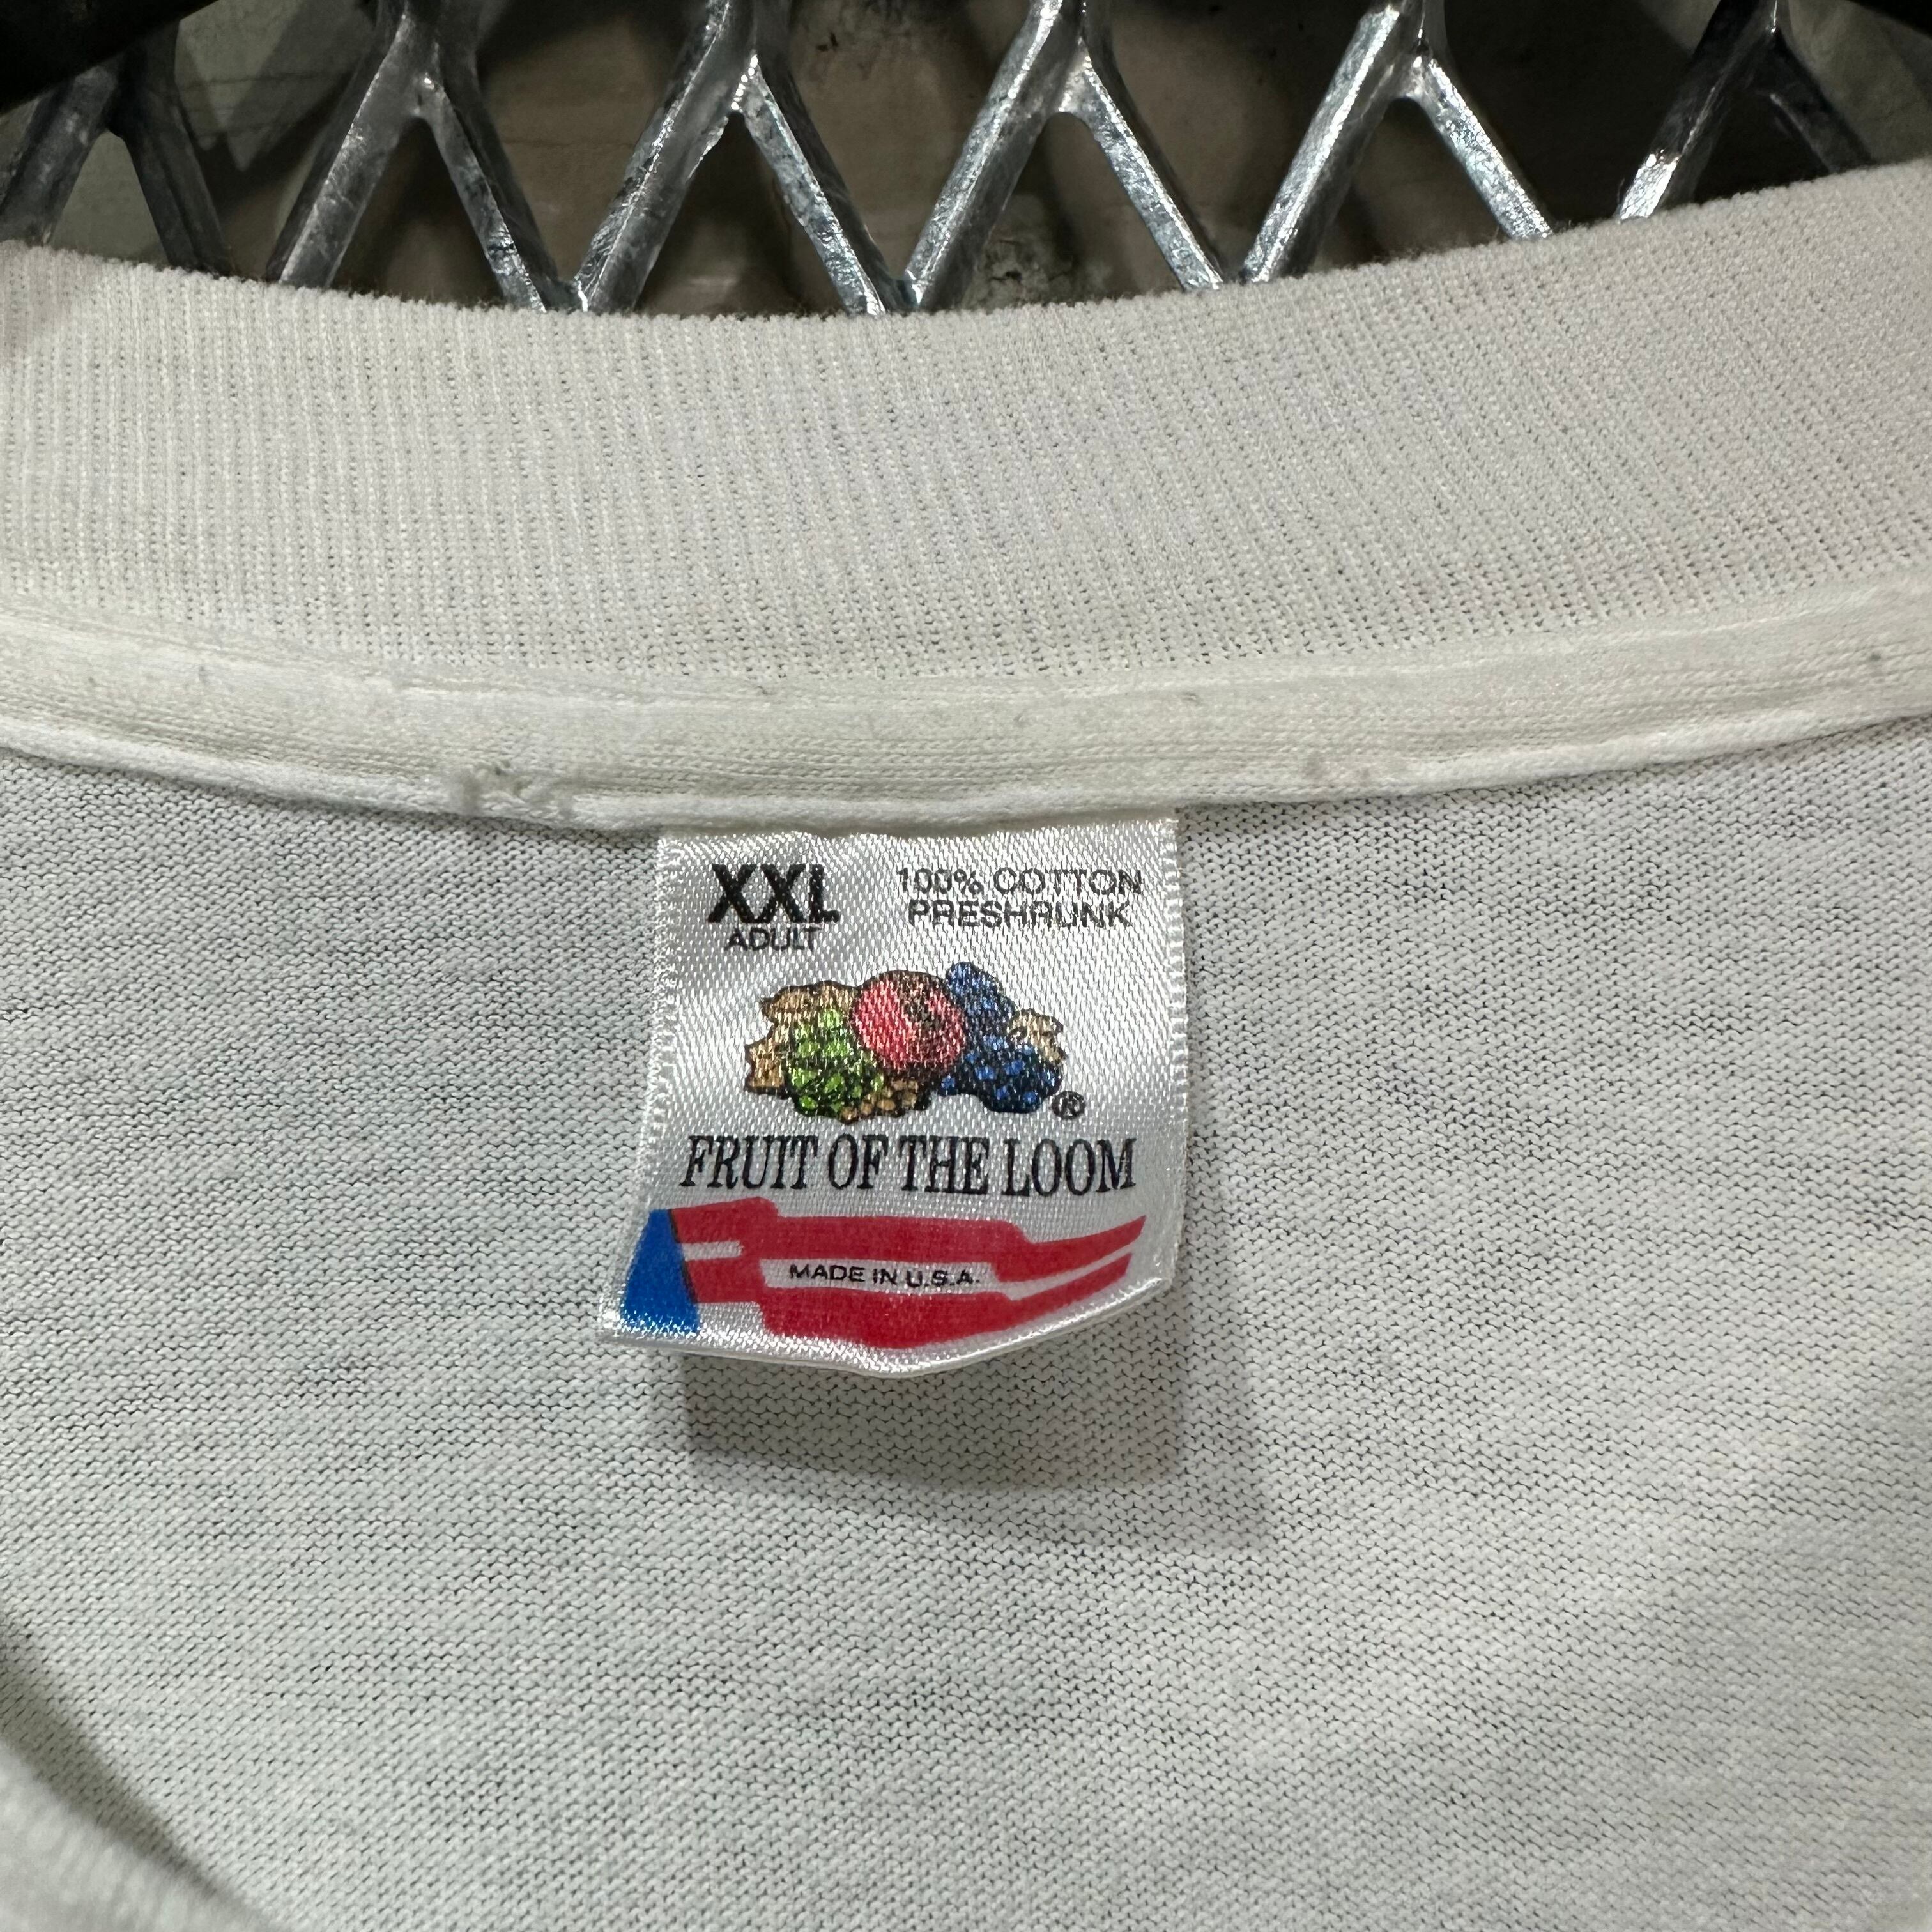 XXL
ADULT
100% COTTON
PRESHRUNK
®
FRUIT OF THE LOOM
MADE IN U.S.A.